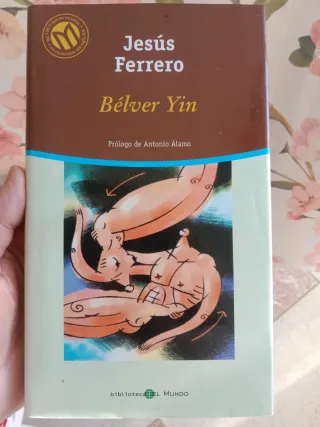 Jesús
Ferrero
Bélver Yin
Prólogo de Antonio Álamo
biblioteca EL MUNDO